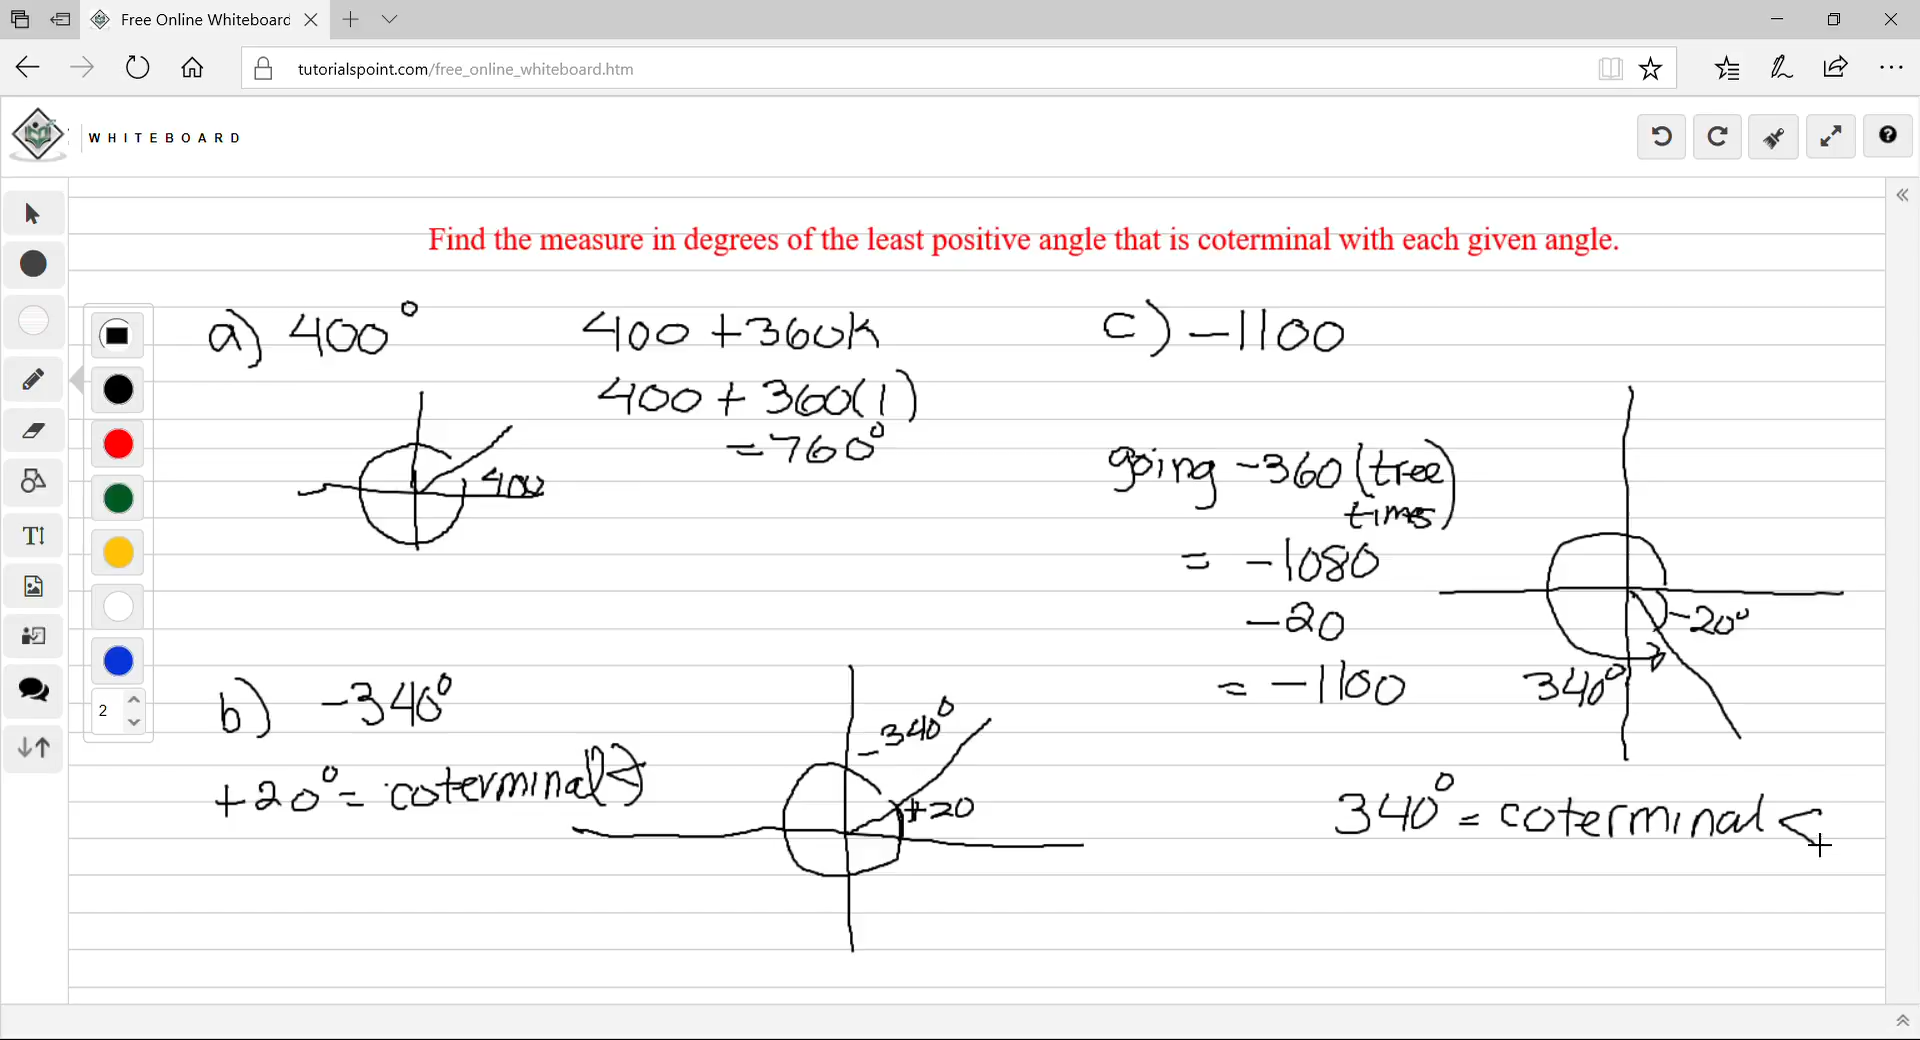 Free Online Whiteboard
tutorialspoint.com/free_online_whiteboard.htm
WHITEBOARD
Find the measure in degrees of the least positive angle that is coterminal with each given angle.
a) 400°
400 +360k
400 + 360(1)
=760°
400
b) -340°
+20° = coterminal <
-340°
+20
c) -1100
going -360 (tree
times)
= -1080
-20
= -1100
-20°
340°
340° = coterminal <
2